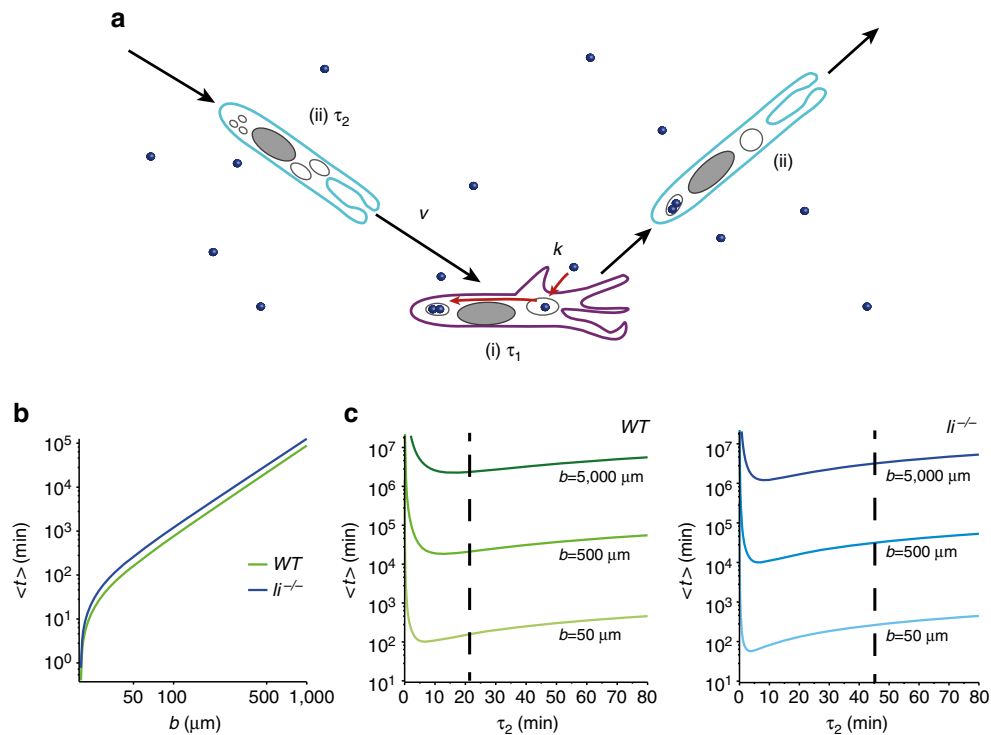 a
(ii) τ2
(ii)
v
k
(i) τ1
b
<t> (min)
10^5
10^4
10^3
10^2
10^1
10^0
WT
li−/−
50
100
500
1,000
b (μm)
c
<t> (min)
10^7
10^6
10^5
10^4
10^3
10^2
10^1
WT
b=5,000 μm
b=500 μm
b=50 μm
0
10
20
30
40
50
60
70
80
τ2 (min)
<t> (min)
10^7
10^6
10^5
10^4
10^3
10^2
10^1
li−/−
b=5,000 μm
b=500 μm
b=50 μm
0
10
20
30
40
50
60
70
80
τ2 (min)